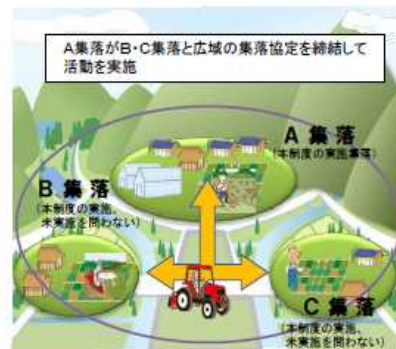 A集落がB・C集落と広域の集落協定を締結して
活動を実施
A 集 落
(本制度の実施集落)
B 集 落
(本制度の実施、
未実施を問わない)
C 集 落
(本制度の実施、
未実施を問わない)